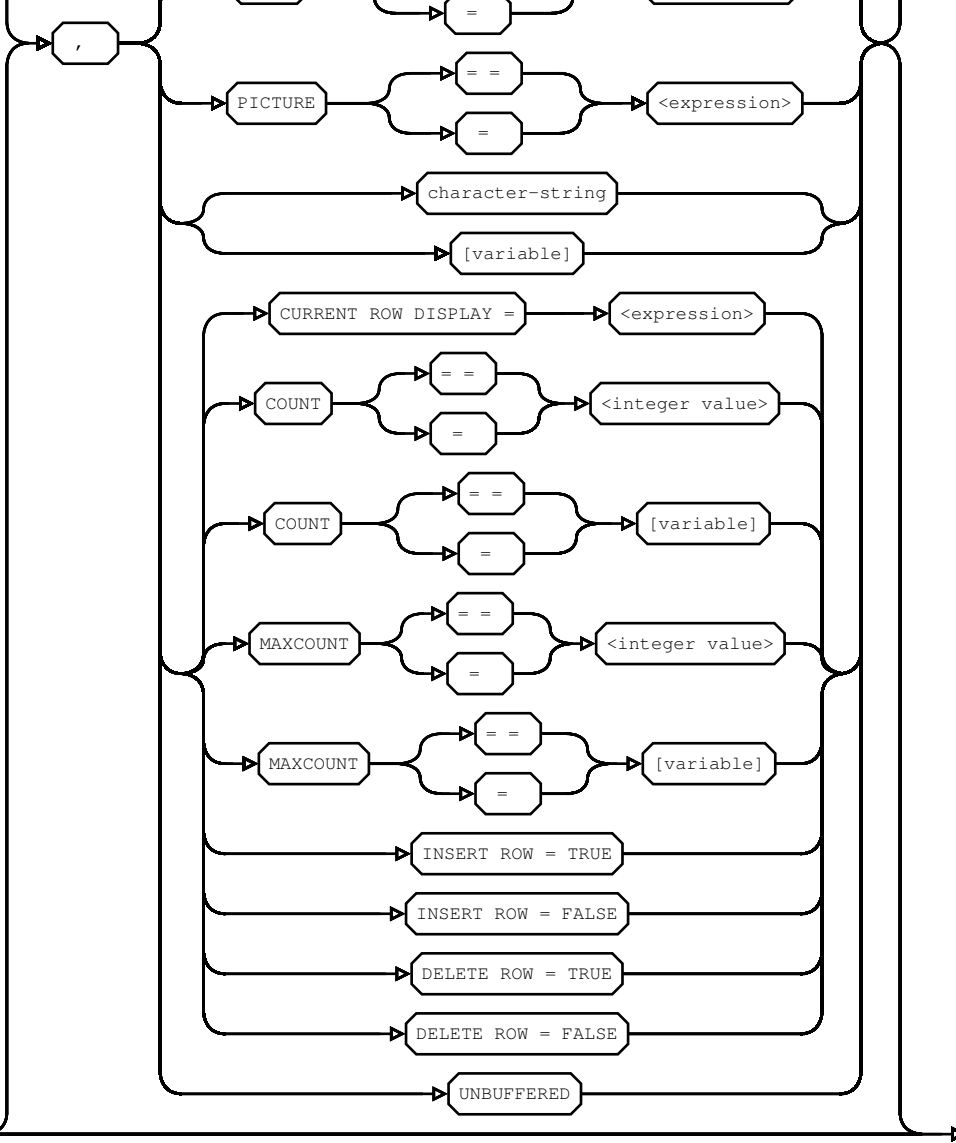 =
,
= =
PICTURE <expression>
=
character-string
[variable]
CURRENT ROW DISPLAY = <expression>
= =
COUNT <integer value>
=
= =
COUNT [variable]
=
= =
MAXCOUNT <integer value>
=
= =
MAXCOUNT [variable]
=
INSERT ROW = TRUE
INSERT ROW = FALSE
DELETE ROW = TRUE
DELETE ROW = FALSE
UNBUFFERED